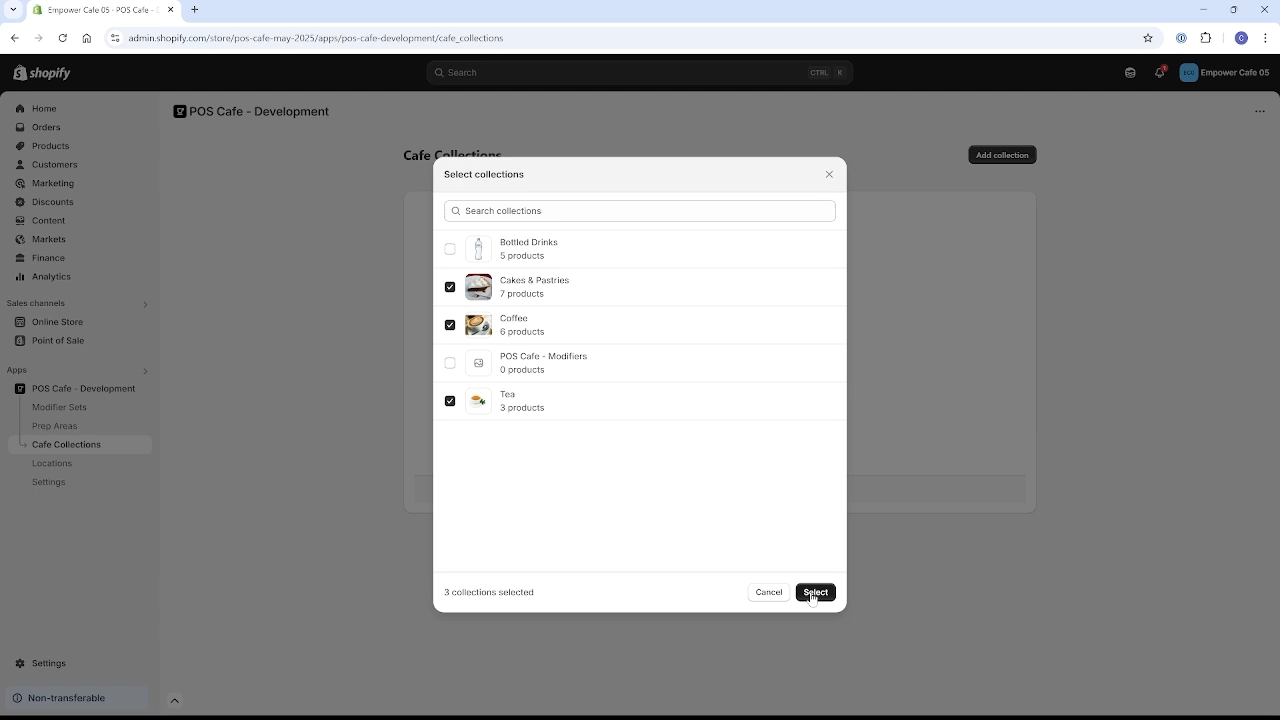 Empower Cafe 05 - POS Cafe - D
admin.shopify.com/store/pos-cafe-may-2025/apps/pos-cafe-development/cafe_collections
C
shopify
Search
CTRL K
1
ECO
Empower Cafe 05
Home
Orders
Products
Customers
Marketing
Discounts
Content
Markets
Finance
Analytics
Sales channels
Online Store
Point of Sale
Apps
POS Cafe - Development
Modifier Sets
Prep Areas
Cafe Collections
Locations
Settings
Settings
Non-transferable
POS Cafe - Development
Cafe Collections
Add collection
Select collections
Search collections
Bottled Drinks
5 products
Cakes & Pastries
7 products
Coffee
6 products
POS Cafe - Modifiers
0 products
Tea
3 products
3 collections selected
Cancel
Select